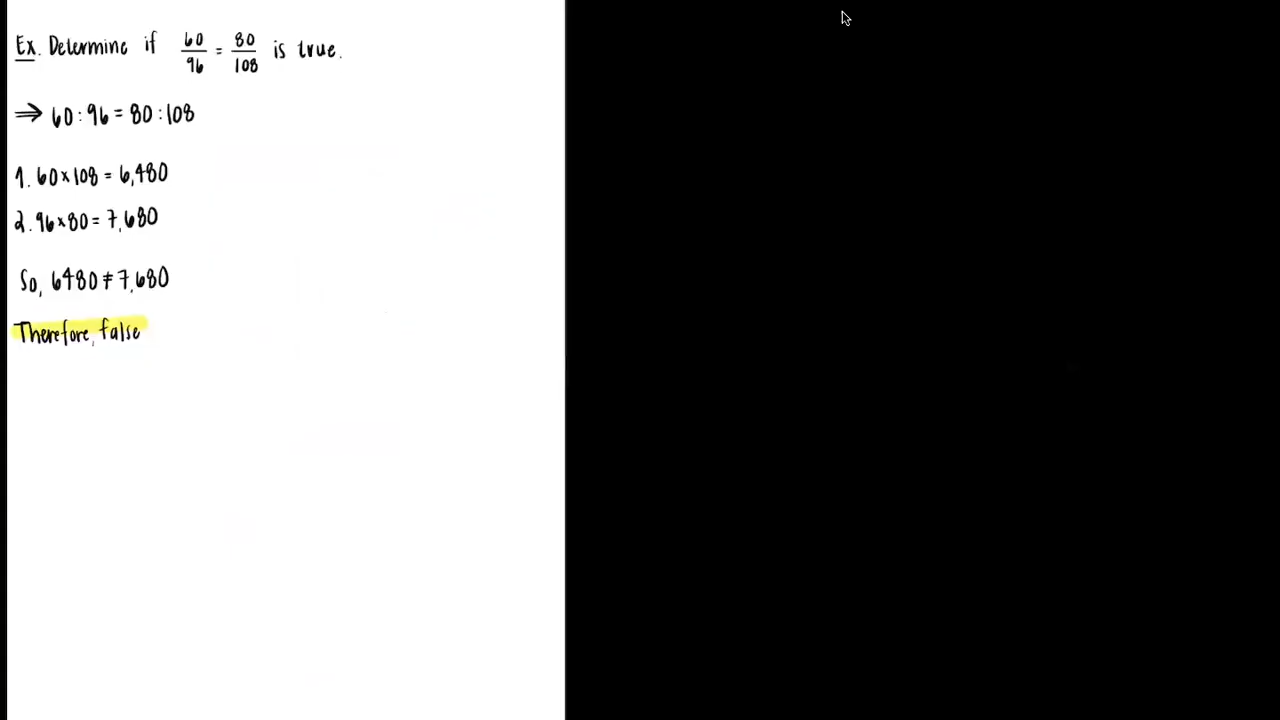 Ex. Determine if 60/96 = 80/108 is true.
⇒ 60:96 = 80:108
1. 60×108 = 6,480
2. 96×80 = 7,680
So, 6480 ≠ 7,680
Therefore, false